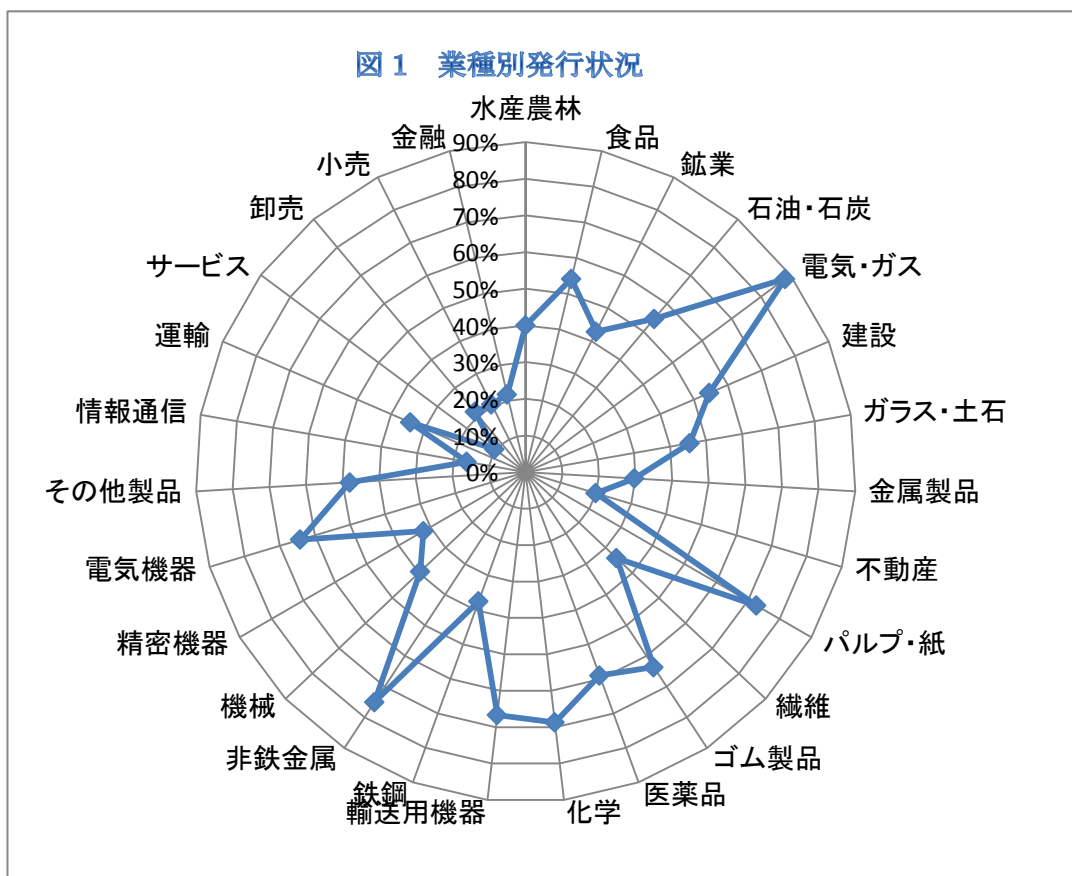 図1 業種別発行状況
水産農林
食品
鉱業
石油・石炭
電気・ガス
建設
ガラス・土石
金属製品
不動産
パルプ・紙
繊維
ゴム製品
医薬品
化学
輸送用機器
鉄鋼
非鉄金属
機械
精密機器
電気機器
その他製品
情報通信
運輸
サービス
卸売
小売
金融
90%
80%
70%
60%
50%
40%
30%
20%
10%
0%